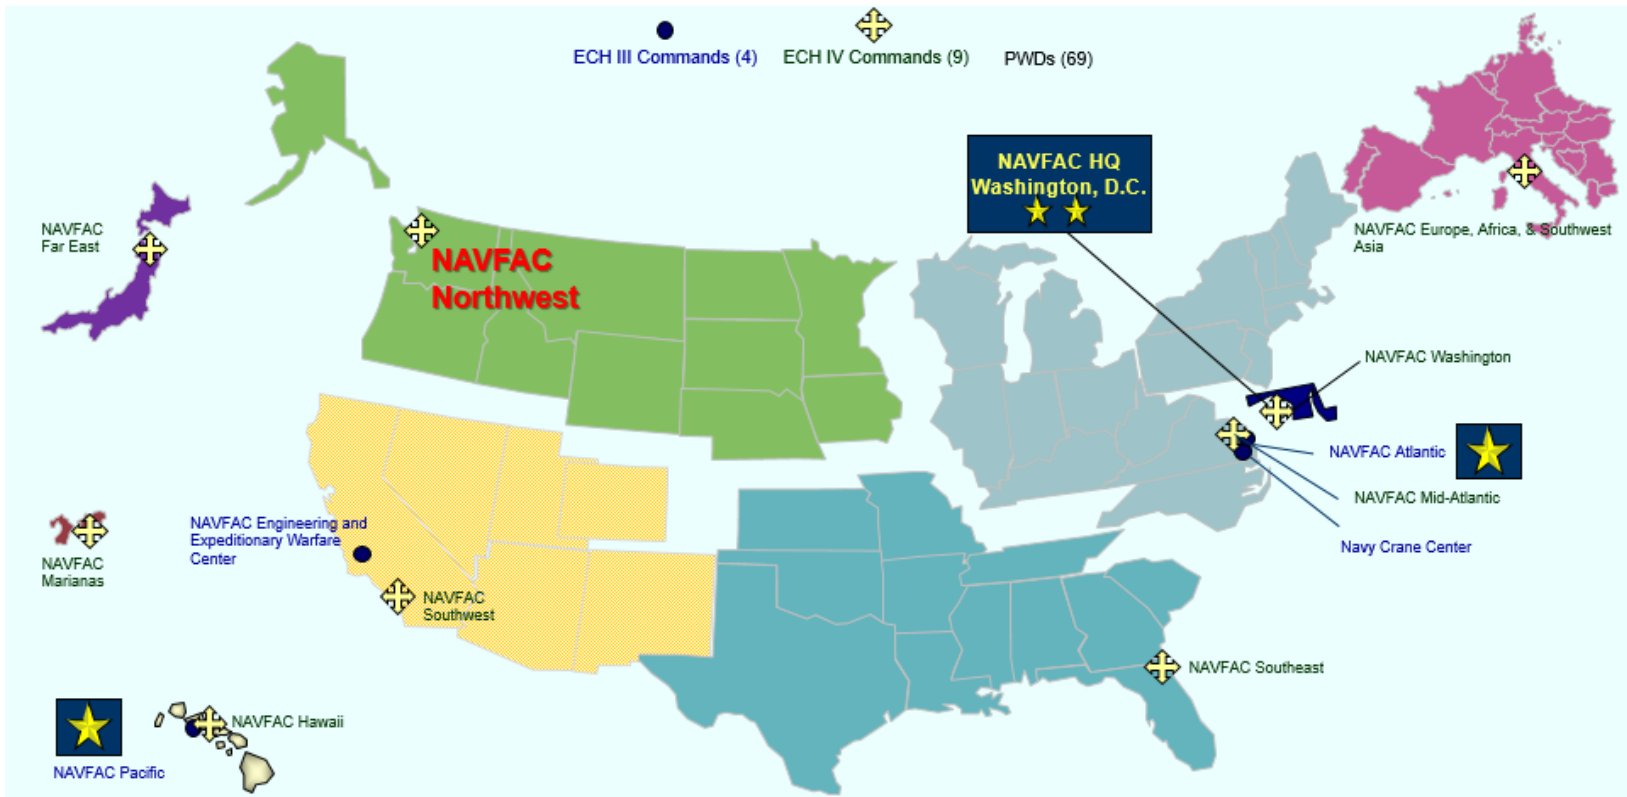 ECH III Commands (4)
ECH IV Commands (9)
PWDs (69)
NAVFAC HQ
Washington, D.C.
NAVFAC
Far East
NAVFAC
Northwest
NAVFAC Europe, Africa, & Southwest
Asia
NAVFAC Washington
NAVFAC Atlantic
NAVFAC Mid-Atlantic
Navy Crane Center
NAVFAC Engineering and
Expeditionary Warfare
Center
NAVFAC
Marianas
NAVFAC
Southwest
NAVFAC Southeast
NAVFAC Hawaii
NAVFAC Pacific